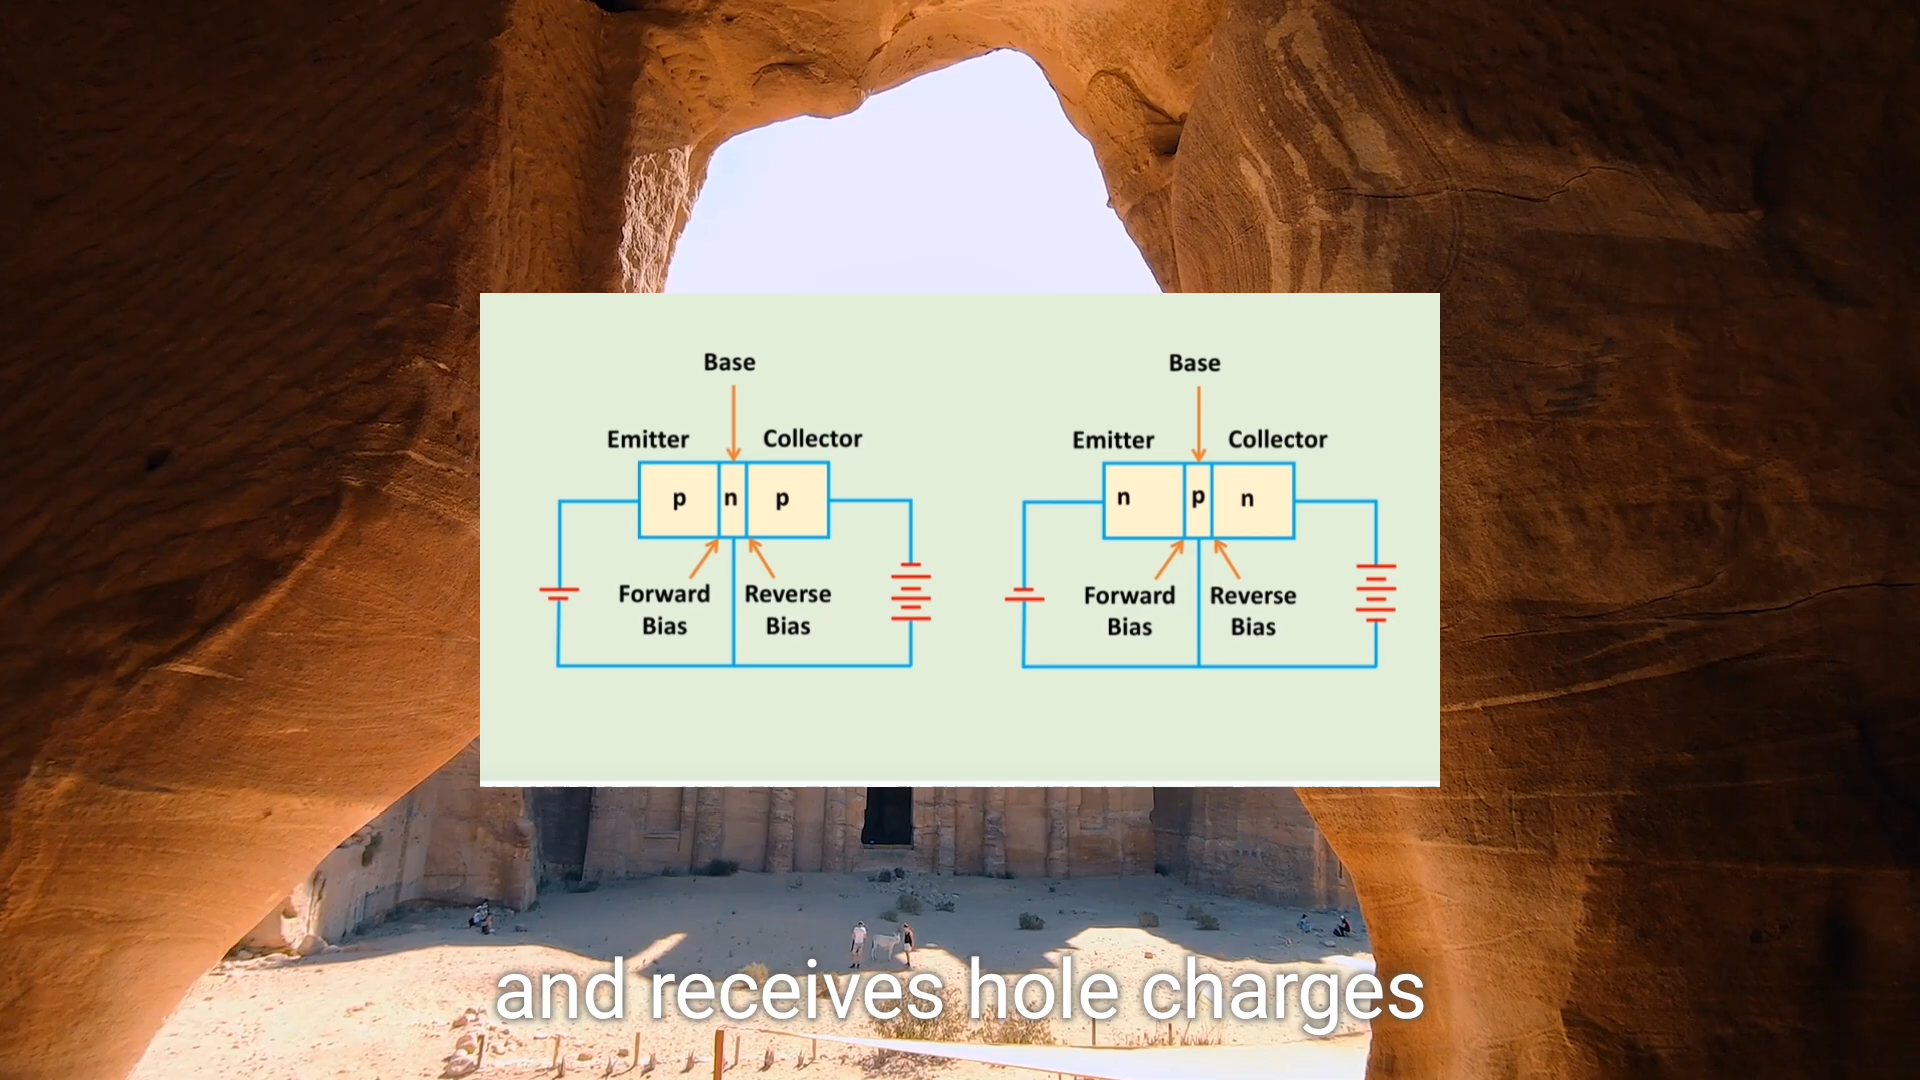 Base
Emitter
Collector
p
n
p
Forward
Bias
Reverse
Bias
Base
Emitter
Collector
n
p
n
Forward
Bias
Reverse
Bias
and receives hole charges